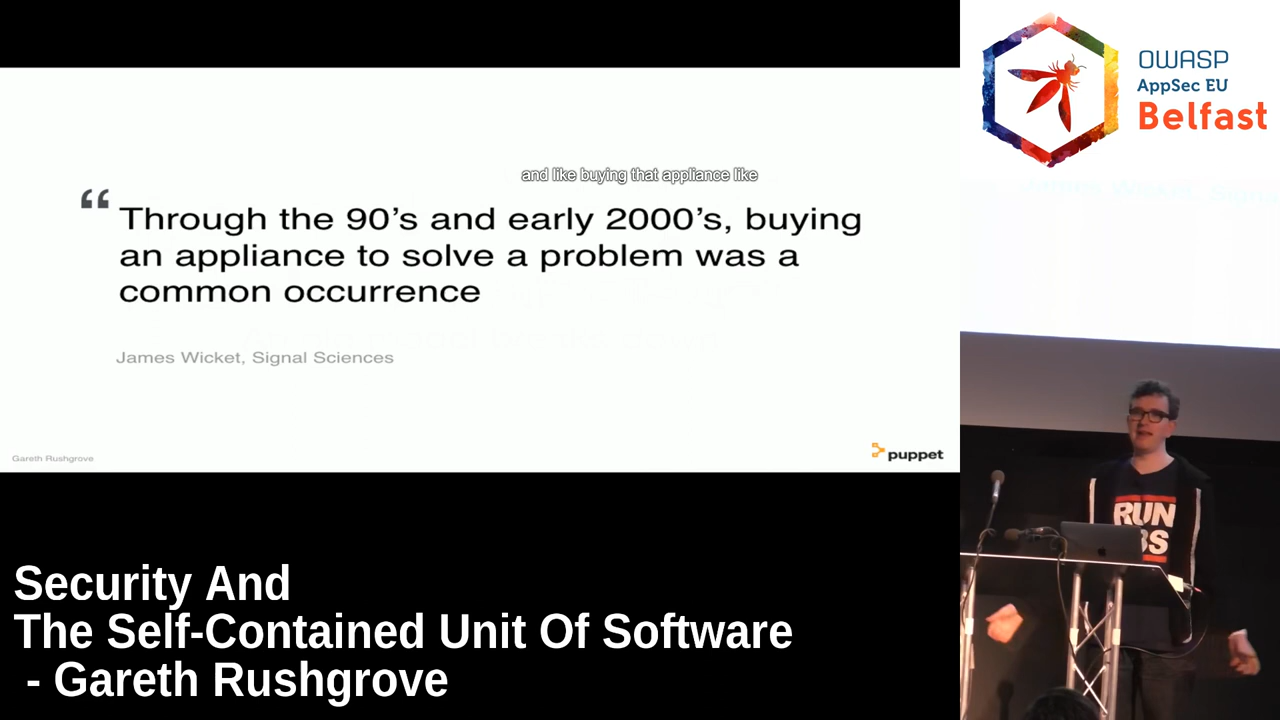 and like buying that appliance like
“ Through the 90’s and early 2000’s, buying
an appliance to solve a problem was a
common occurrence
James Wicket, Signal Sciences
Gareth Rushgrove
puppet
OWASP
AppSec EU
Belfast
RUN
Security And
The Self-Contained Unit Of Software
- Gareth Rushgrove